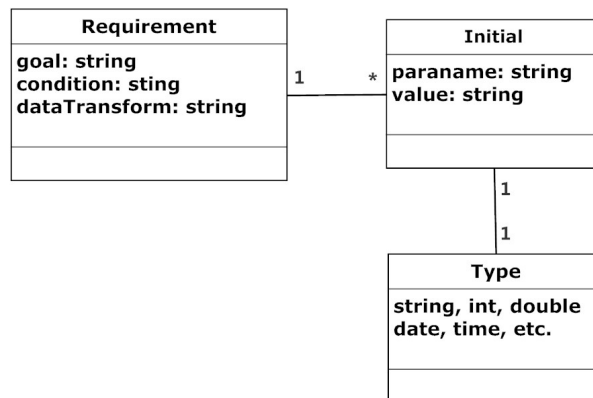 Requirement
goal: string
condition: sting
dataTransform: string
1
*
Initial
paraname: string
value: string
1
1
Type
string, int, double
date, time, etc.